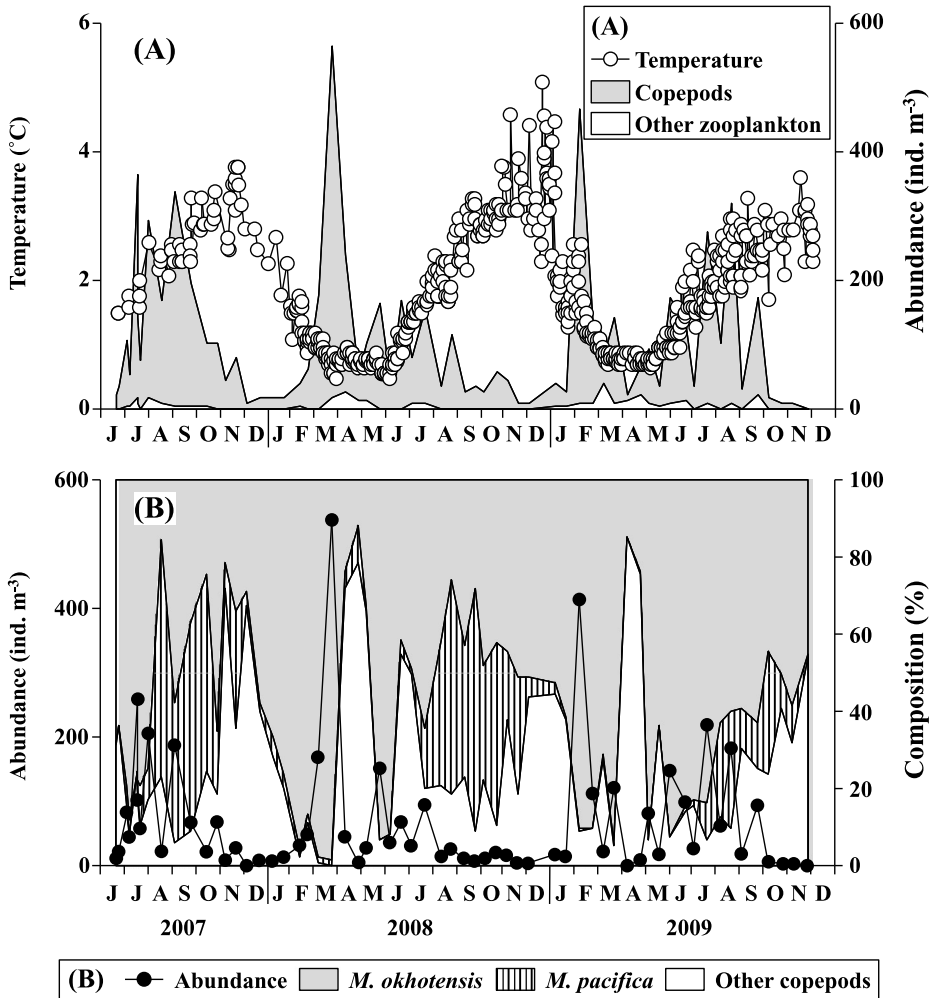 (A)
(A)
Temperature
Copepods
Other zooplankton
Temperature (˚C)
Abundance (ind. m-3)
6
4
2
0
600
400
200
0
J J A S O N D J F M A M J J A S O N D J F M A M J J A S O N D
(B)
Abundance (ind. m-3)
Composition (%)
600
400
200
0
100
80
60
40
20
0
J J A S O N D J F M A M J J A S O N D J F M A M J J A S O N D
2007 2008 2009
(B) Abundance M. okhotensis M. pacifica Other copepods